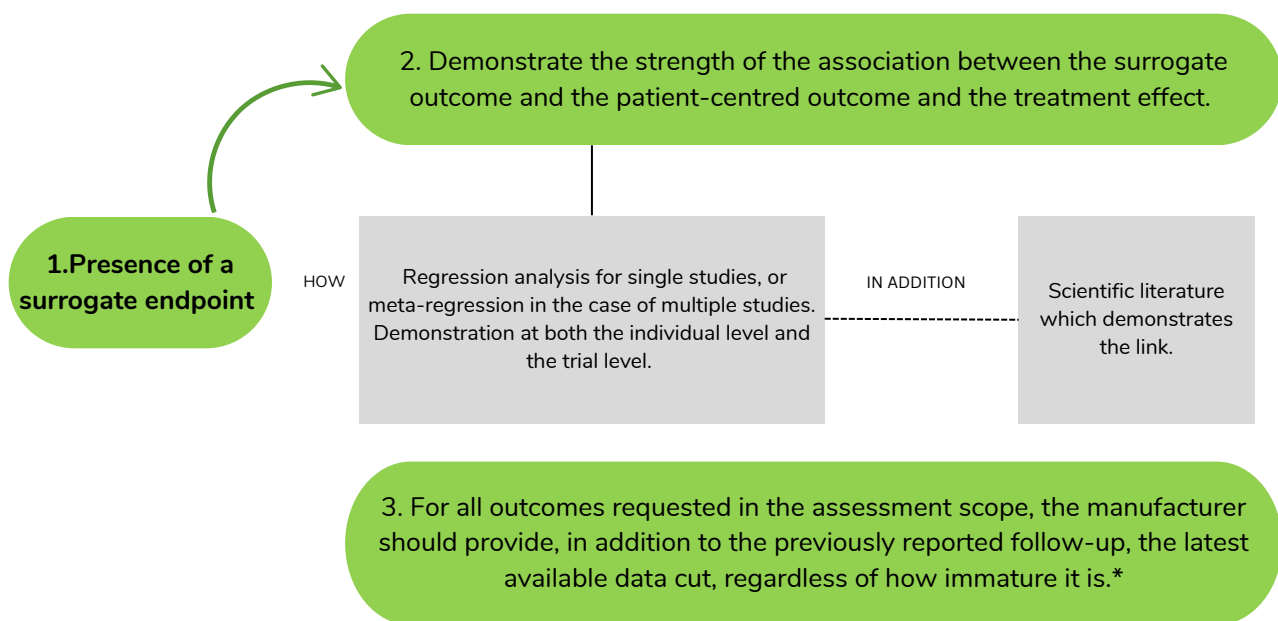 2. Demonstrate the strength of the association between the surrogate
outcome and the patient-centred outcome and the treatment effect.
1.Presence of a
surrogate endpoint
HOW
Regression analysis for single studies, or
meta-regression in the case of multiple studies.
Demonstration at both the individual level and
the trial level.
IN ADDITION
Scientific literature
which demonstrates
the link.
3. For all outcomes requested in the assessment scope, the manufacturer
should provide, in addition to the previously reported follow-up, the latest
available data cut, regardless of how immature it is.*